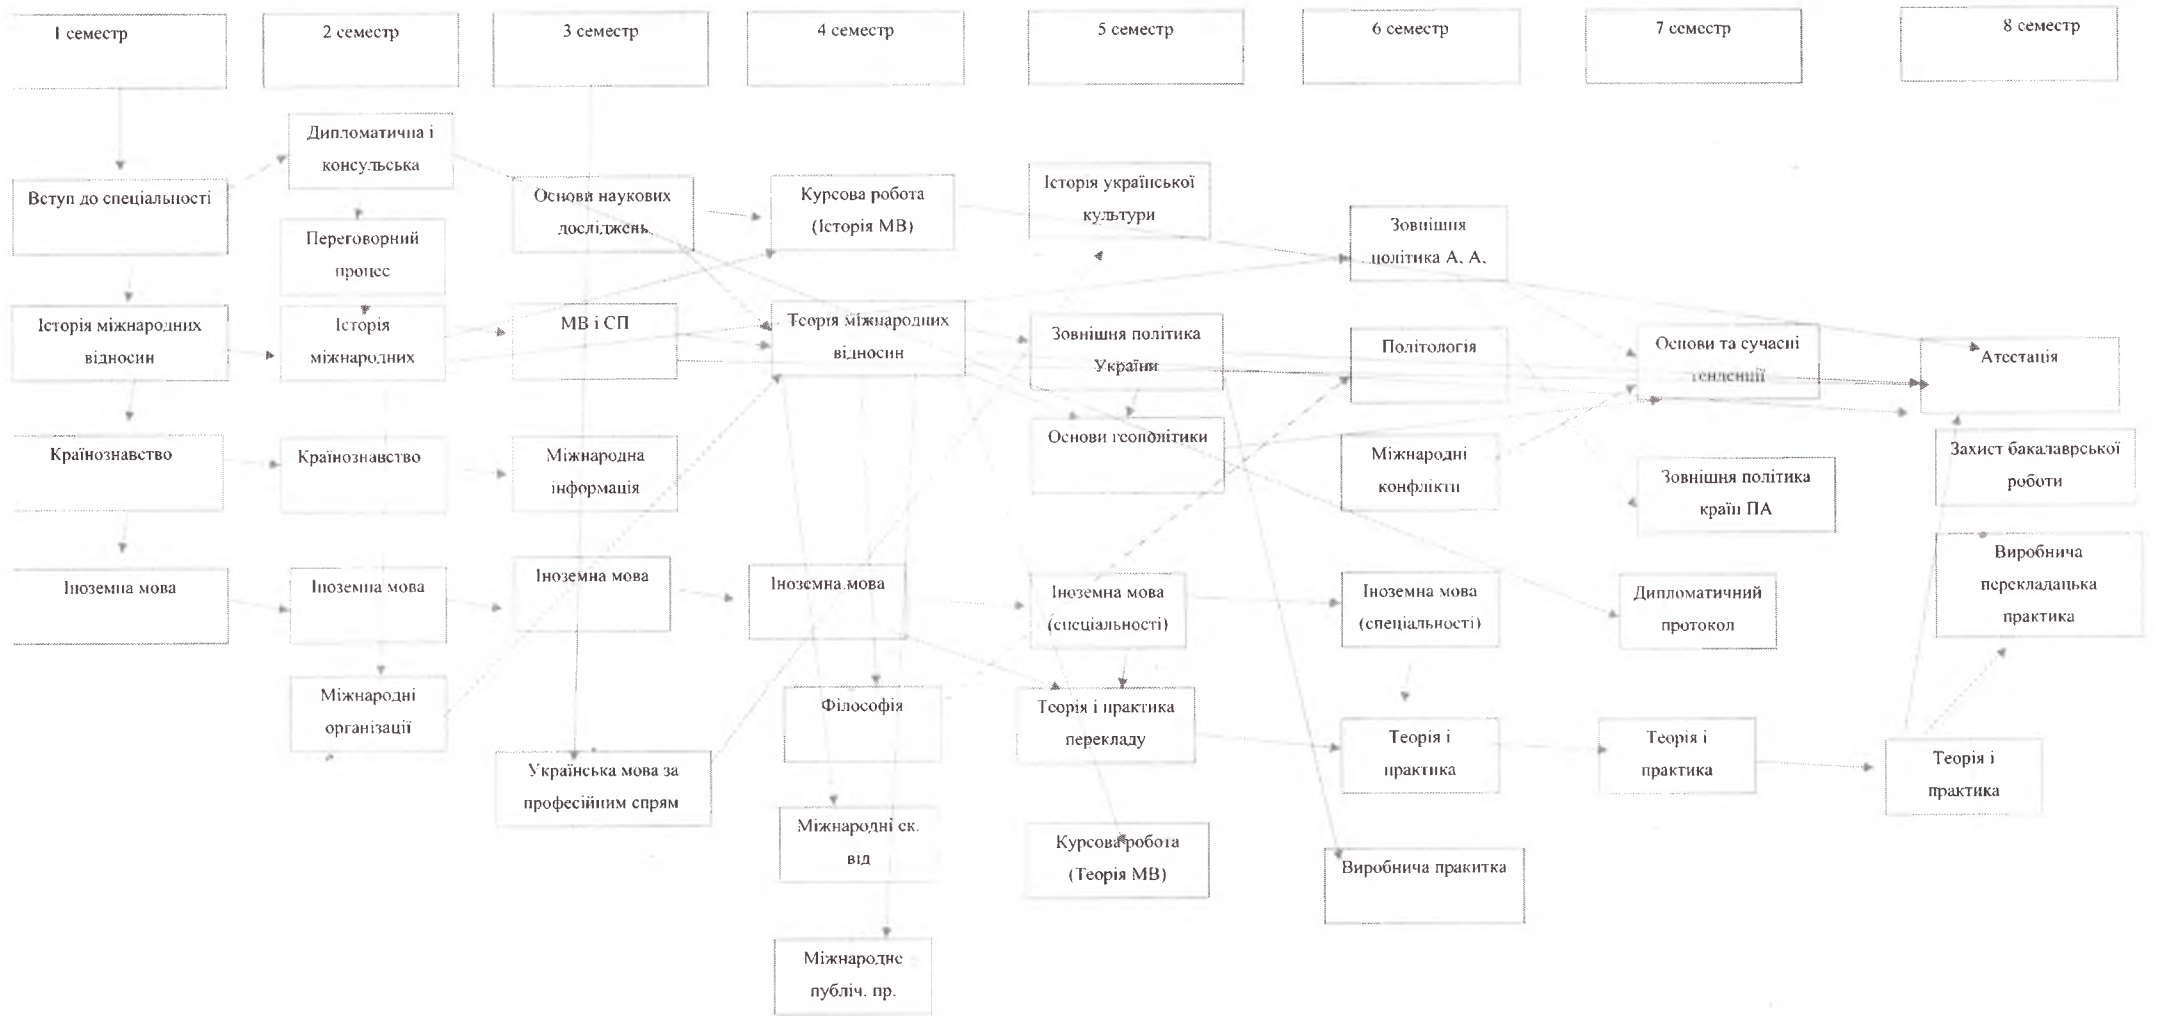 1 семестр
2 семестр
3 семестр
4 семестр
5 семестр
6 семестр
7 семестр
8 семестр
Вступ до спеціальності
Історія міжнародних
відносин
Країнознавство
Іноземна мова
Дипломатична і
консульська
Переговорний
процес
Історія
міжнародних
Країнознавство
Іноземна мова
Міжнародні
організації
Основи наукових
досліджень
МВ і СП
Міжнародна
інформація
Іноземна мова
Українська мова за
професійним спрям
Курсова робота
(Історія МВ)
Теорія міжнародних
відносин
Іноземна мова
Філософія
Міжнародні ек.
від
Міжнародне
публіч. пр.
Історія української
культури
Зовнішня політика
України
Основи геополітики
Іноземна мова
(спеціальності)
Теорія і практика
перекладу
Курсова робота
(Теорія МВ)
Зовнішня
політика А, А,
Політологія
Міжнародні
конфлікти
Іноземна мова
(спеціальності)
Теорія і
практика
Виробнича пракитка
Основи та сучасні
тенденції
Зовнішня політика
країн ПА
Дипломатичний
протокол
Теорія і
практика
Атестація
Захист бакалаврської
роботи
Виробнича
перекладацька
практика
Теорія і
практика